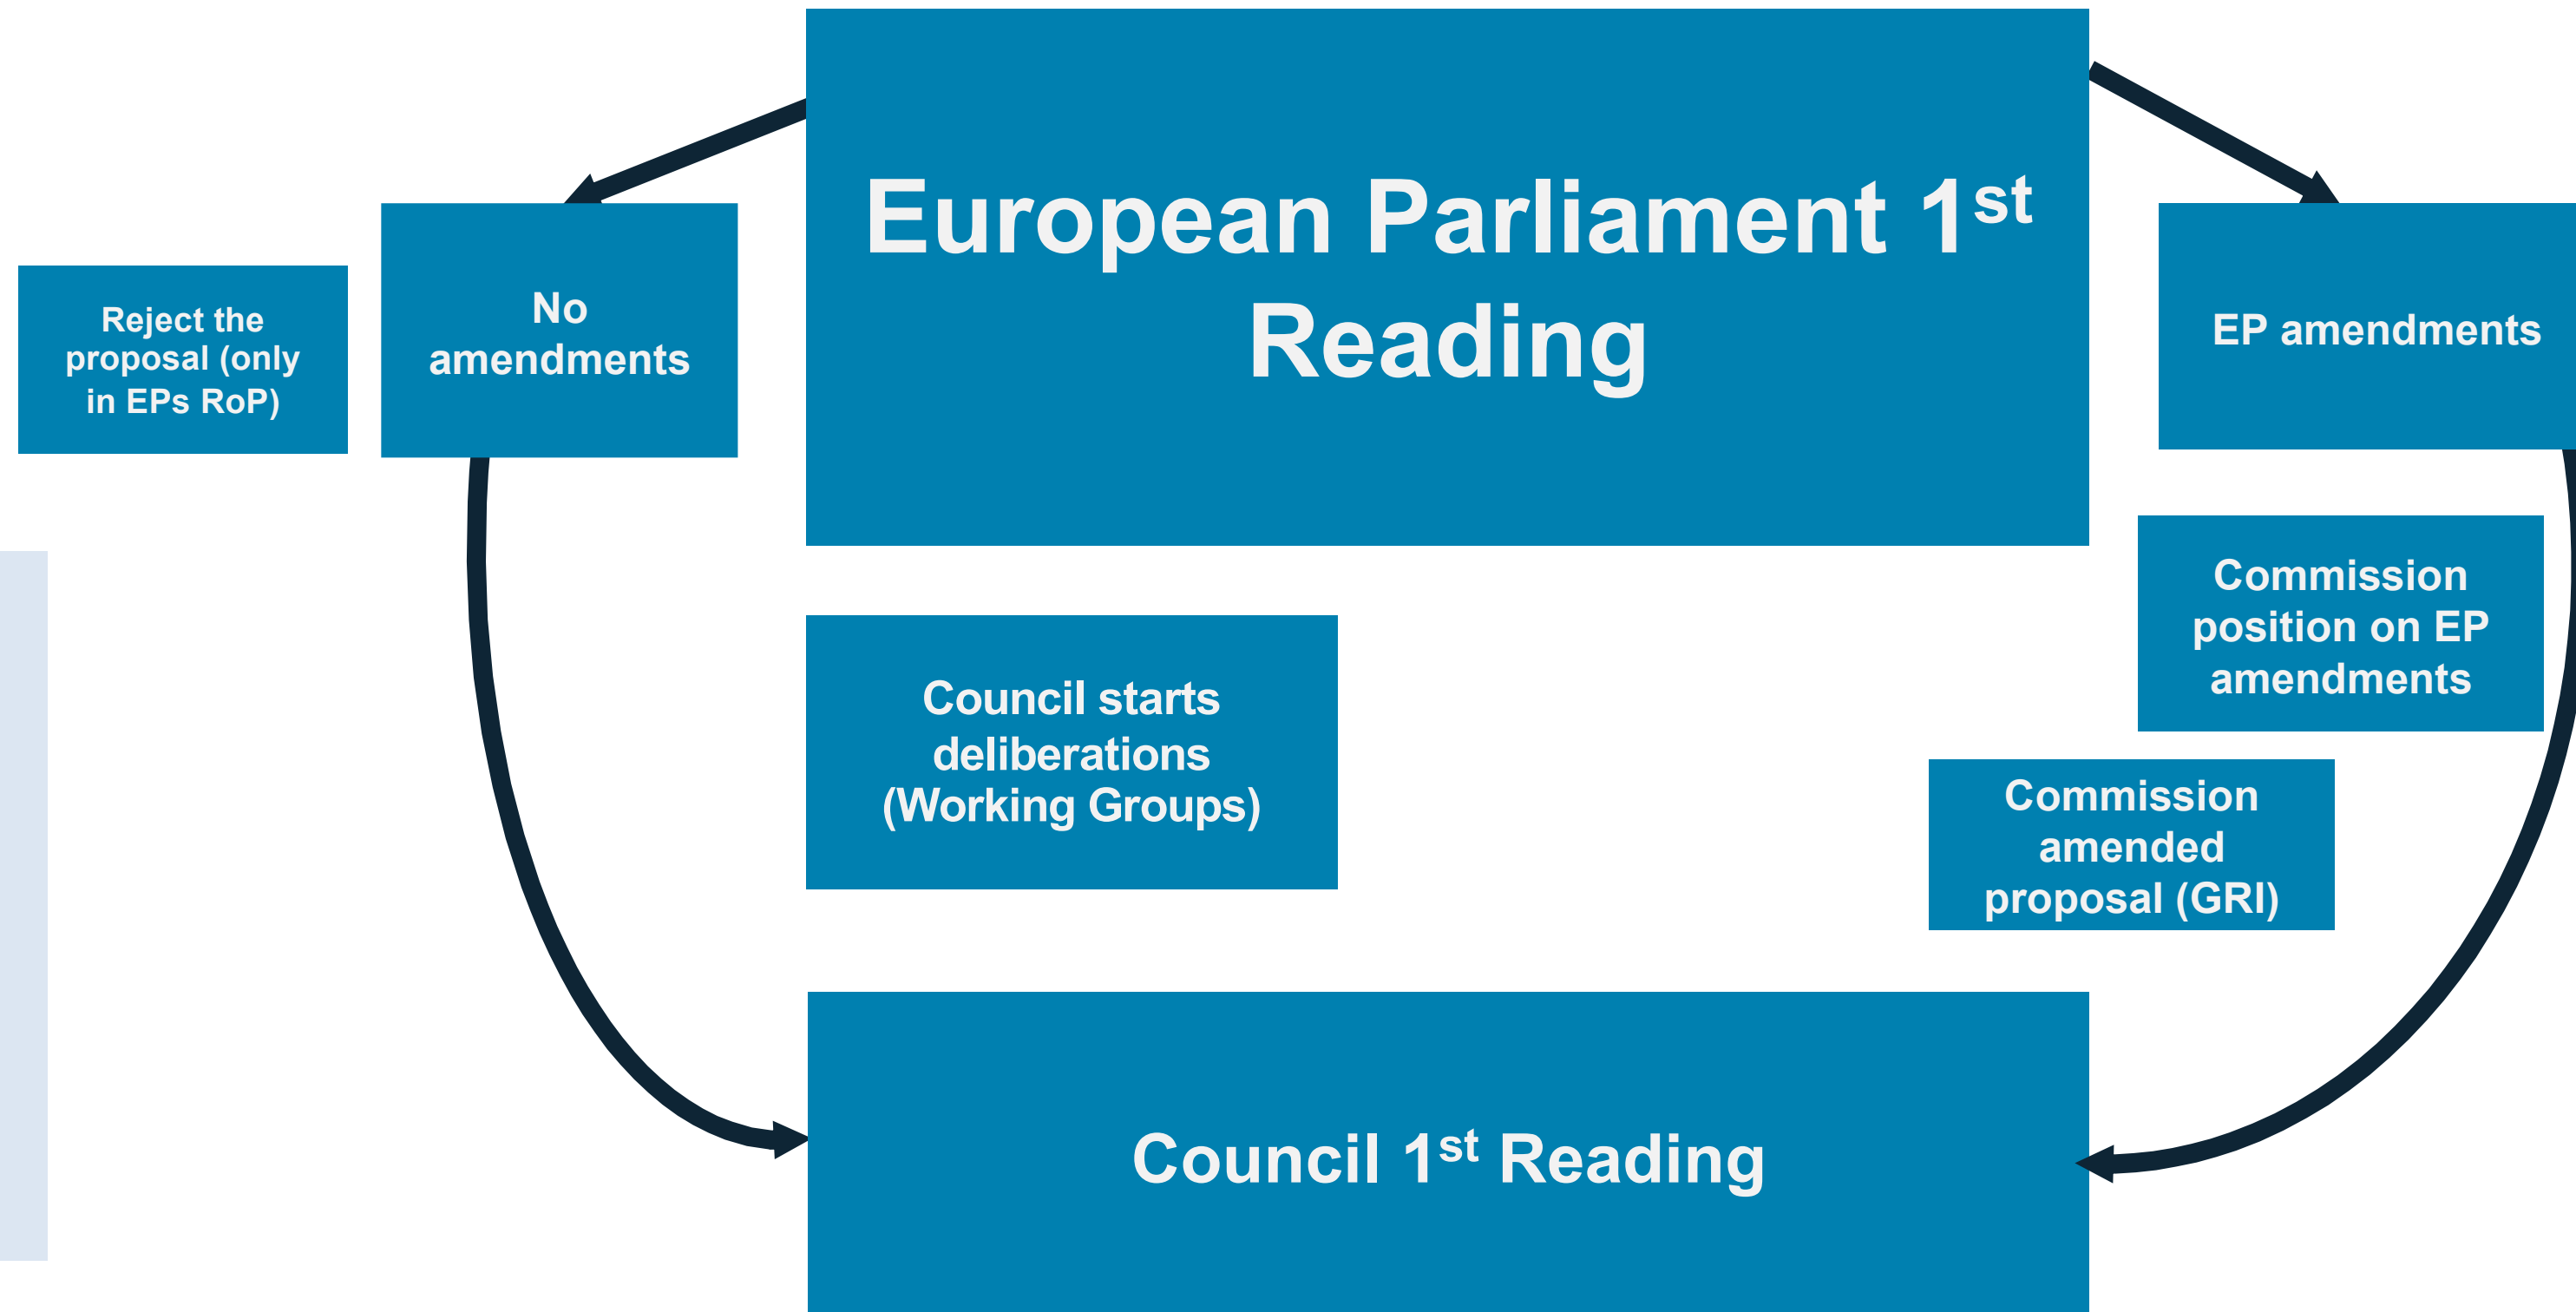 European Parliament 1st
Reading
Reject the
proposal (only
in EPs RoP)
No
amendments
EP amendments
Commission
position on EP
amendments
Council starts
deliberations
(Working Groups)
Commission
amended
proposal (GRI)
Council 1st Reading